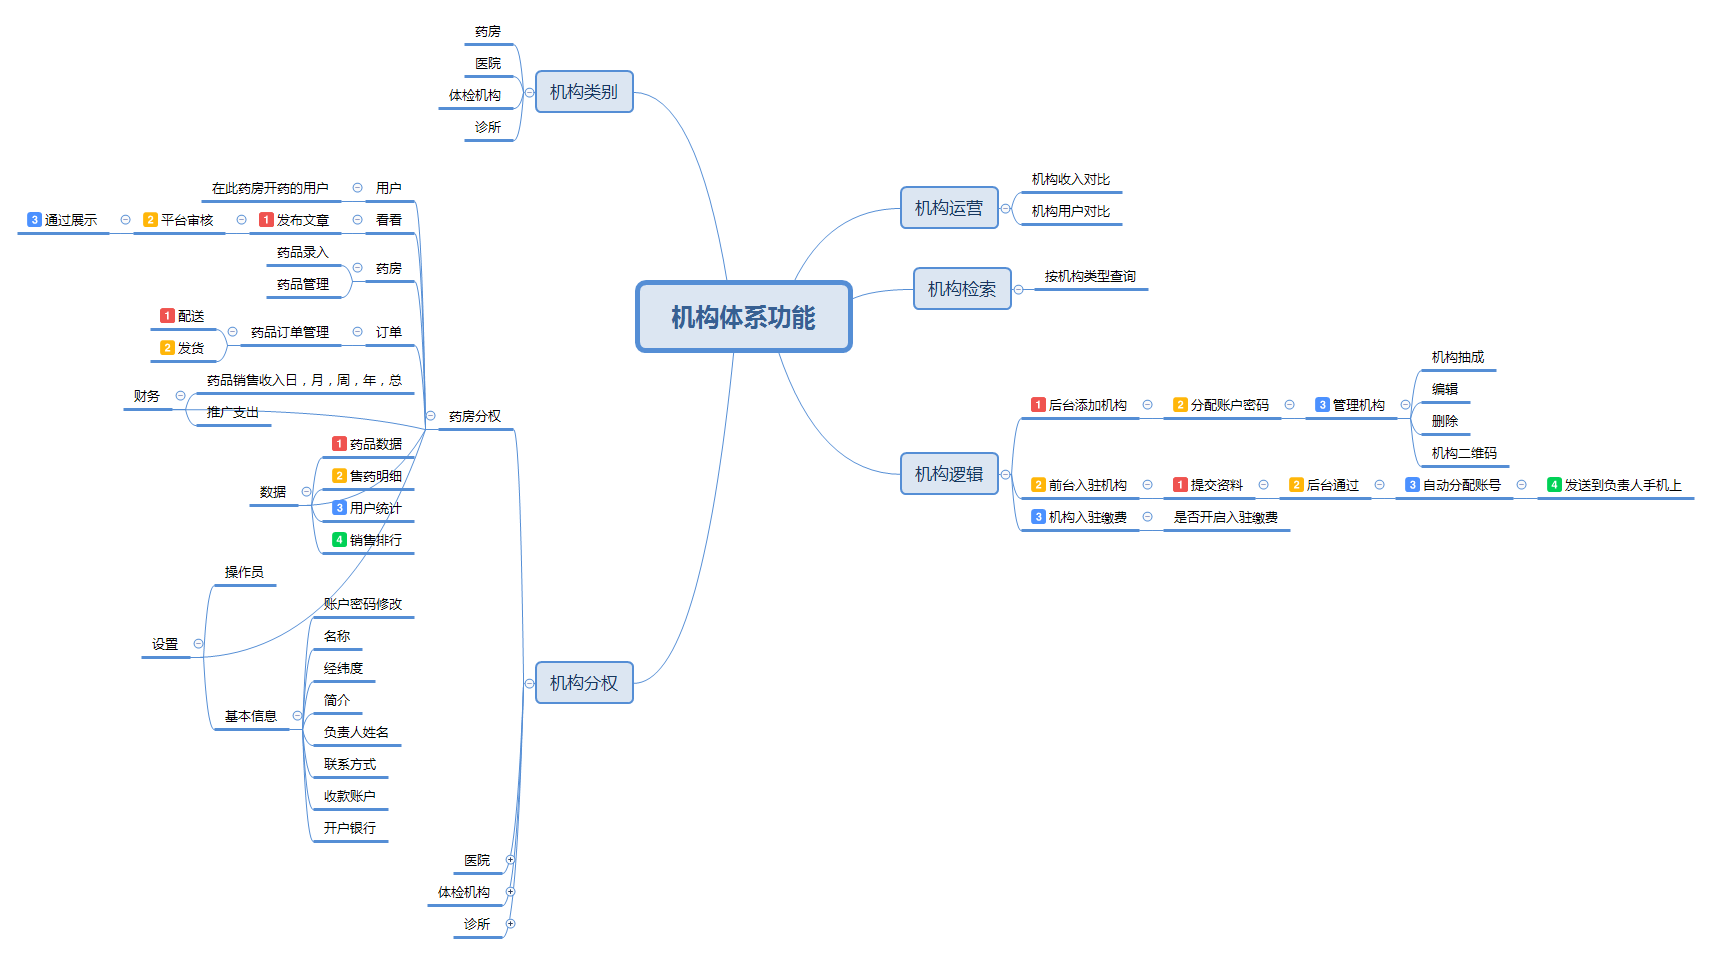 机构体系功能
机构类别
药房
医院
体检机构
诊所
机构运营
机构收入对比
机构用户对比
机构检索
按机构类型查询
机构逻辑
1 后台添加机构
2 分配账户密码
3 管理机构
机构抽成
编辑
删除
机构二维码
2 前台入驻机构
1 提交资料
2 后台通过
3 自动分配账号
4 发送到负责人手机上
3 机构入驻缴费
是否开启入驻缴费
机构分权
药房分权
用户
在此药房开药的用户
看看
1 发布文章
2 平台审核
3 通过展示
药房
药品录入
药品管理
订单
药品订单管理
1 配送
2 发货
财务
药品销售收入日，月，周，年，总
推广支出
数据
1 药品数据
2 售药明细
3 用户统计
4 销售排行
设置
操作员
基本信息
账户密码修改
名称
经纬度
简介
负责人姓名
联系方式
收款账户
开户银行
医院
体检机构
诊所